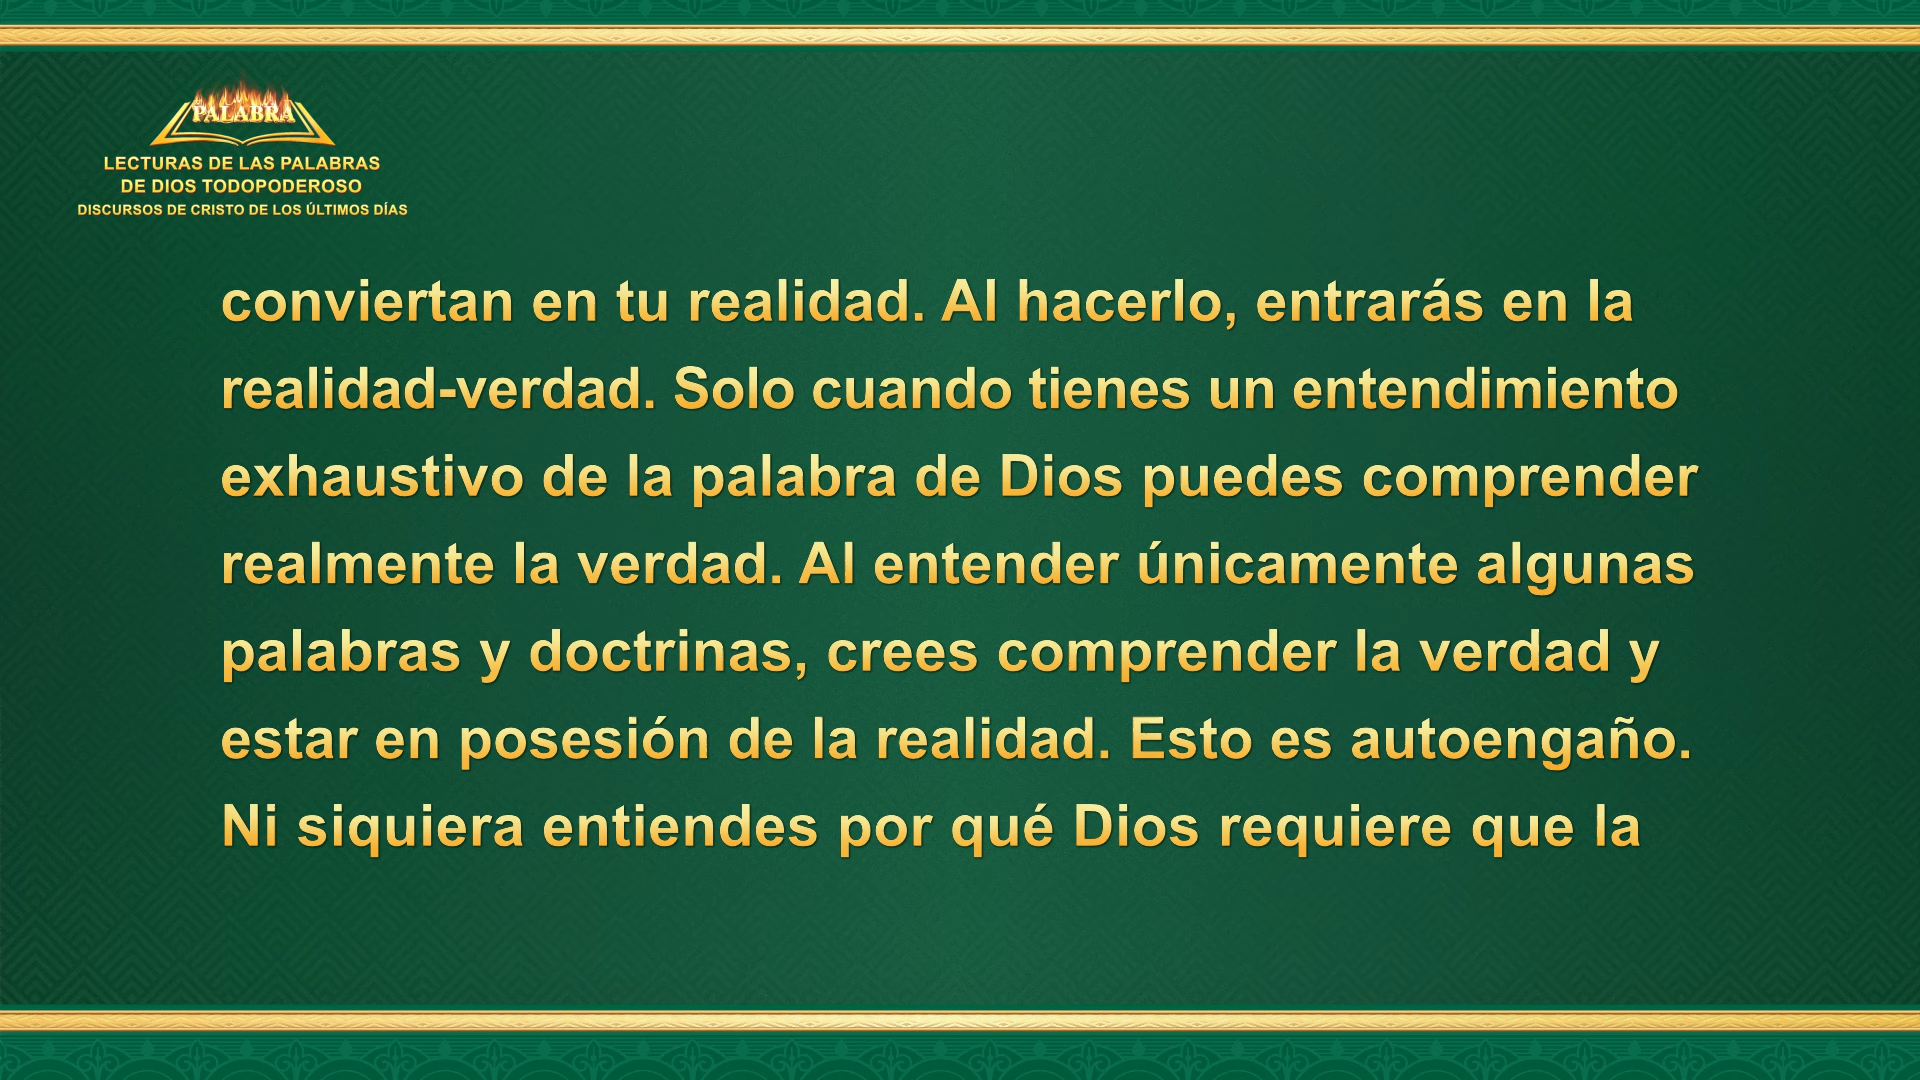 PALABRA
LECTURAS DE LAS PALABRAS
DE DIOS TODOPODEROSO
DISCURSOS DE CRISTO DE LOS ÚLTIMOS DÍAS
conviertan en tu realidad. Al hacerlo, entrarás en la
realidad-verdad. Solo cuando tienes un entendimiento
exhaustivo de la palabra de Dios puedes comprender
realmente la verdad. Al entender únicamente algunas
palabras y doctrinas, crees comprender la verdad y
estar en posesión de la realidad. Esto es autoengaño.
Ni siquiera entiendes por qué Dios requiere que la